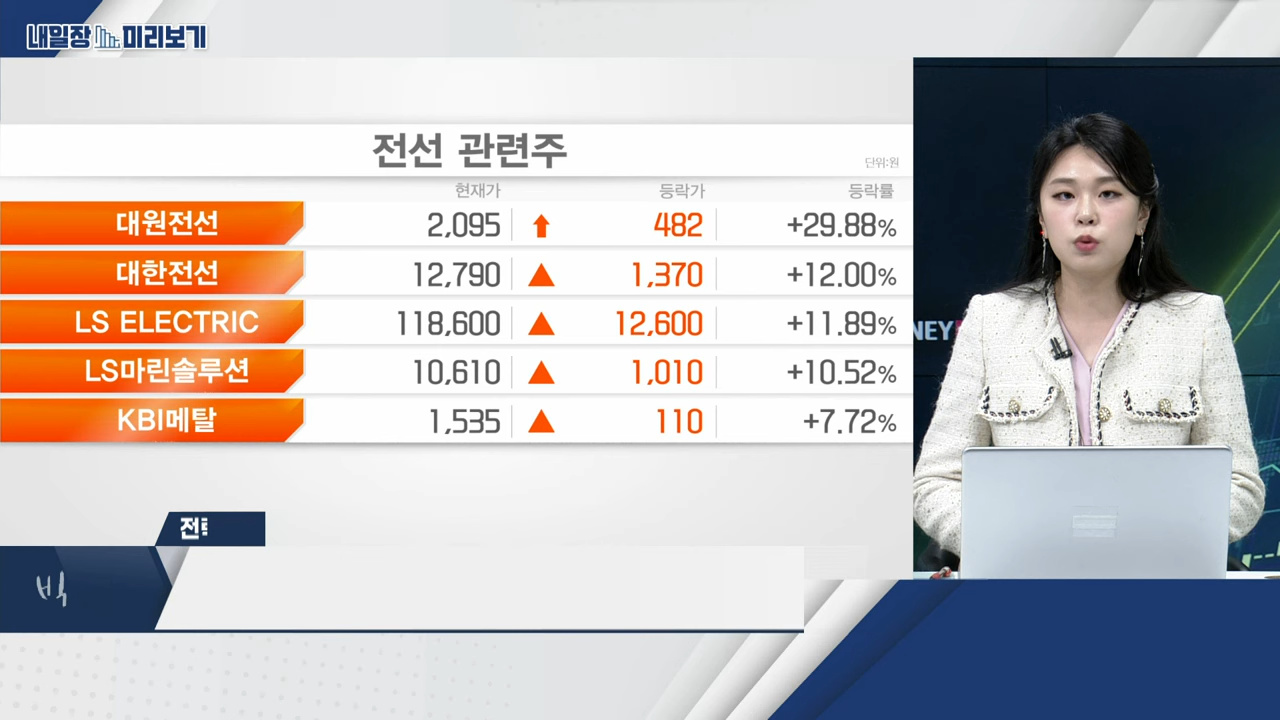 내일장 미리보기
전선 관련주
단위:원
현재가 등락가 등락률
대원전선 2,095 ⬆ 482 +29.88%
대한전선 12,790 ▲ 1,370 +12.00%
LS ELECTRIC 118,600 ▲ 12,600 +11.89%
LS마린솔루션 10,610 ▲ 1,010 +10.52%
KBI메탈 1,535 ▲ 110 +7.72%
NEY
빅